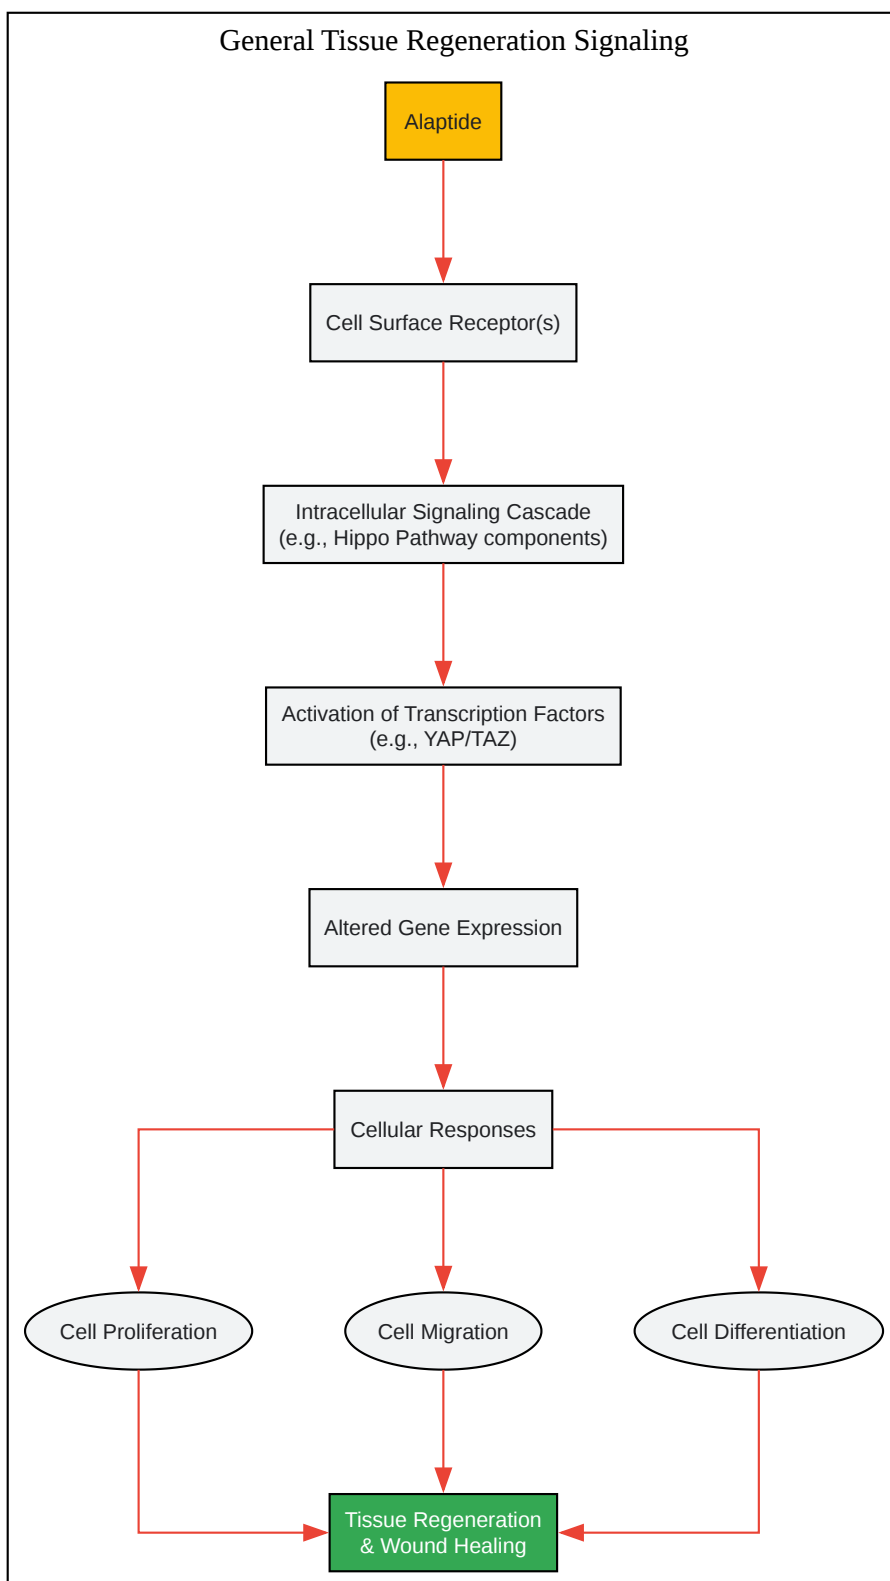 General Tissue Regeneration Signaling
Alaptide
Cell Surface Receptor(s)
Intracellular Signaling Cascade
(e.g., Hippo Pathway components)
Activation of Transcription Factors
(e.g., YAP/TAZ)
Altered Gene Expression
Cellular Responses
Cell Proliferation
Cell Migration
Cell Differentiation
Tissue Regeneration
& Wound Healing